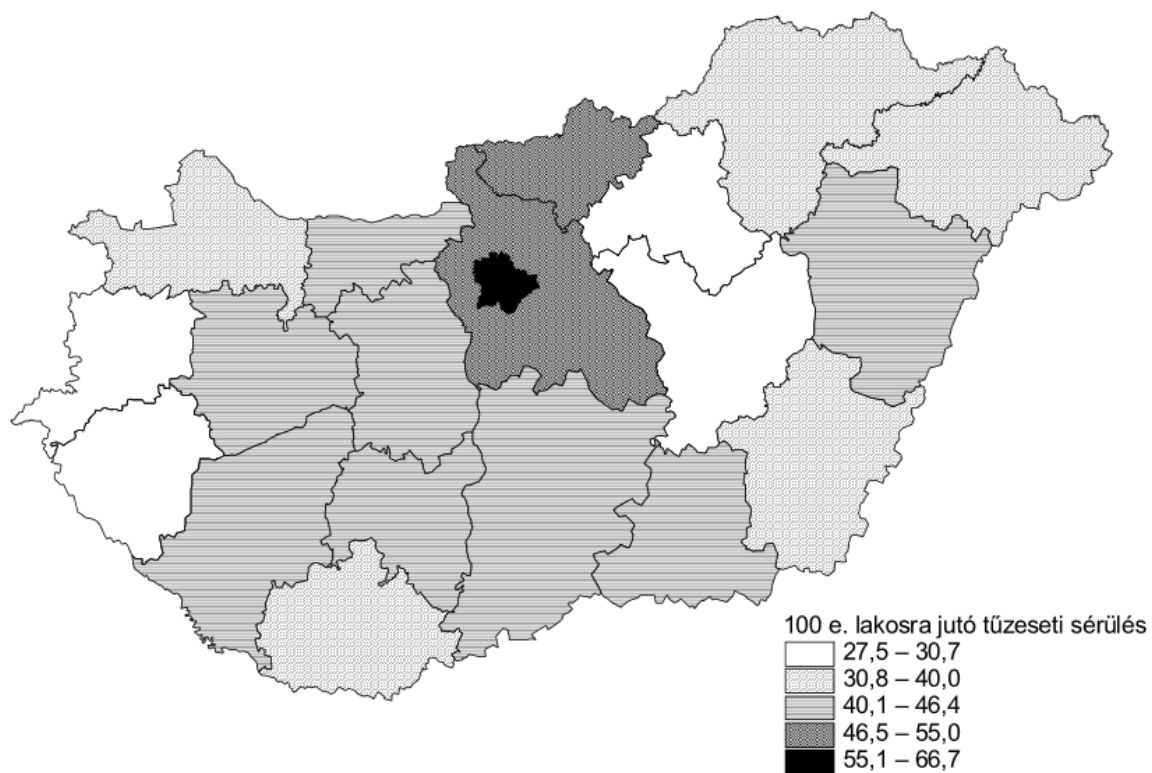 100 e. lakosra jutó tűzeseti sérülés
27,5 – 30,7
30,8 – 40,0
40,1 – 46,4
46,5 – 55,0
55,1 – 66,7